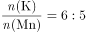 n(K)/n(Mn) = 6 : 5